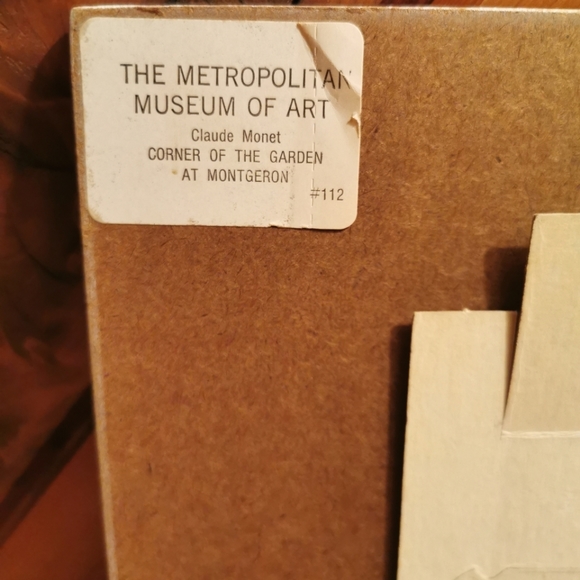 THE METROPOLITAN
MUSEUM OF ART
Claude Monet
CORNER OF THE GARDEN
AT MONTGERON
#112